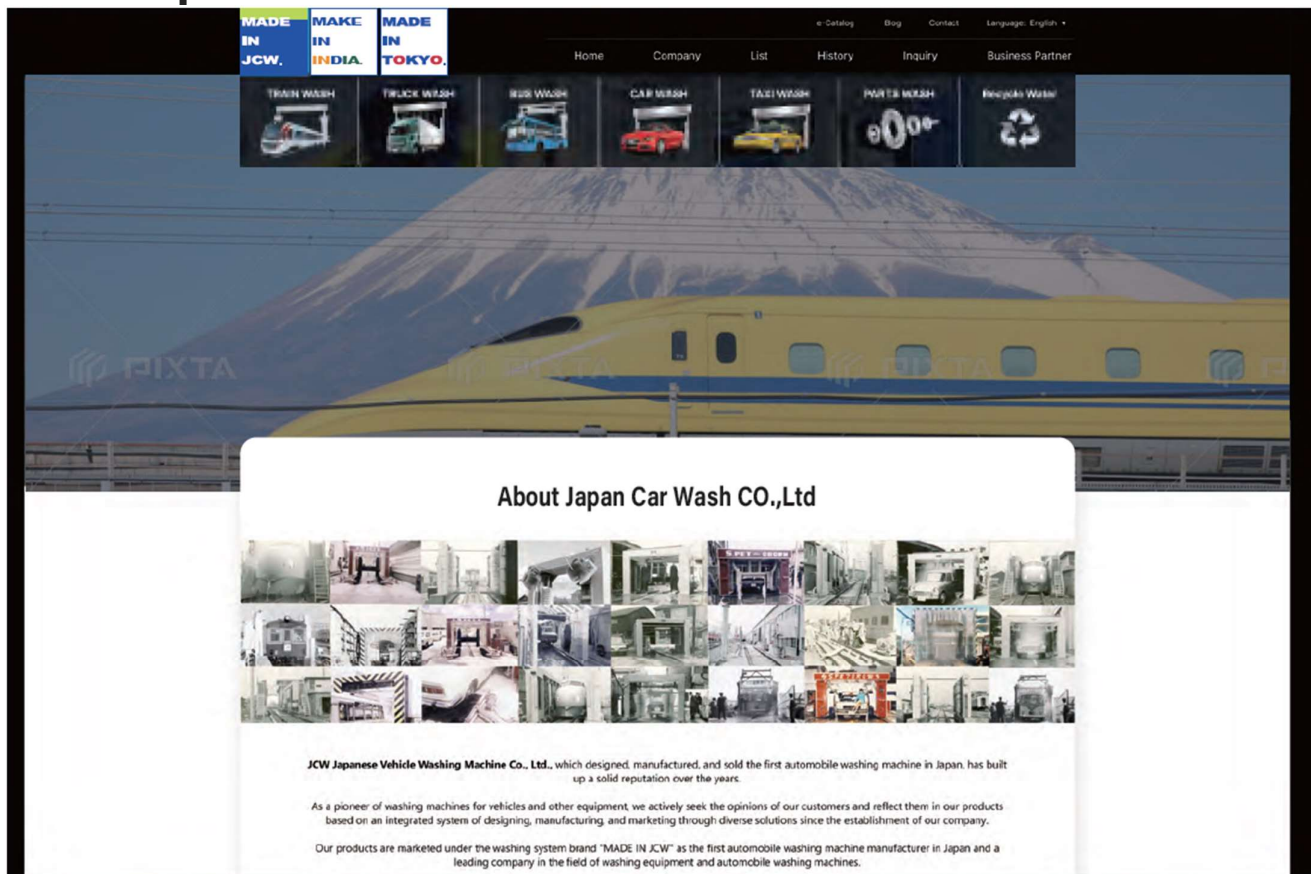 MADE
IN
JCW.
MAKE
IN
INDIA.
MADE
IN
TOKYO.
e-Catalog Blog Contact Language: English
Home Company List History Inquiry Business Partner
TRAIN WASH TRUCK WASH BUS WASH CAR WASH TAXI WASH PARTS WASH Recycle Water
PIXTA PIXTA PIXTA
About Japan Car Wash CO.,Ltd
JCW Japanese Vehicle Washing Machine Co., Ltd., which designed, manufactured, and sold the first automobile washing machine in Japan, has built
up a solid reputation over the years.
As a pioneer of washing machines for vehicles and other equipment, we actively seek the opinions of our customers and reflect them in our products
based on an integrated system of designing, manufacturing, and marketing through diverse solutions since the establishment of our company.
Our products are marketed under the washing system brand "MADE IN JCW" as the first automobile washing machine manufacturer in Japan and a
leading company in the field of washing equipment and automobile washing machines.